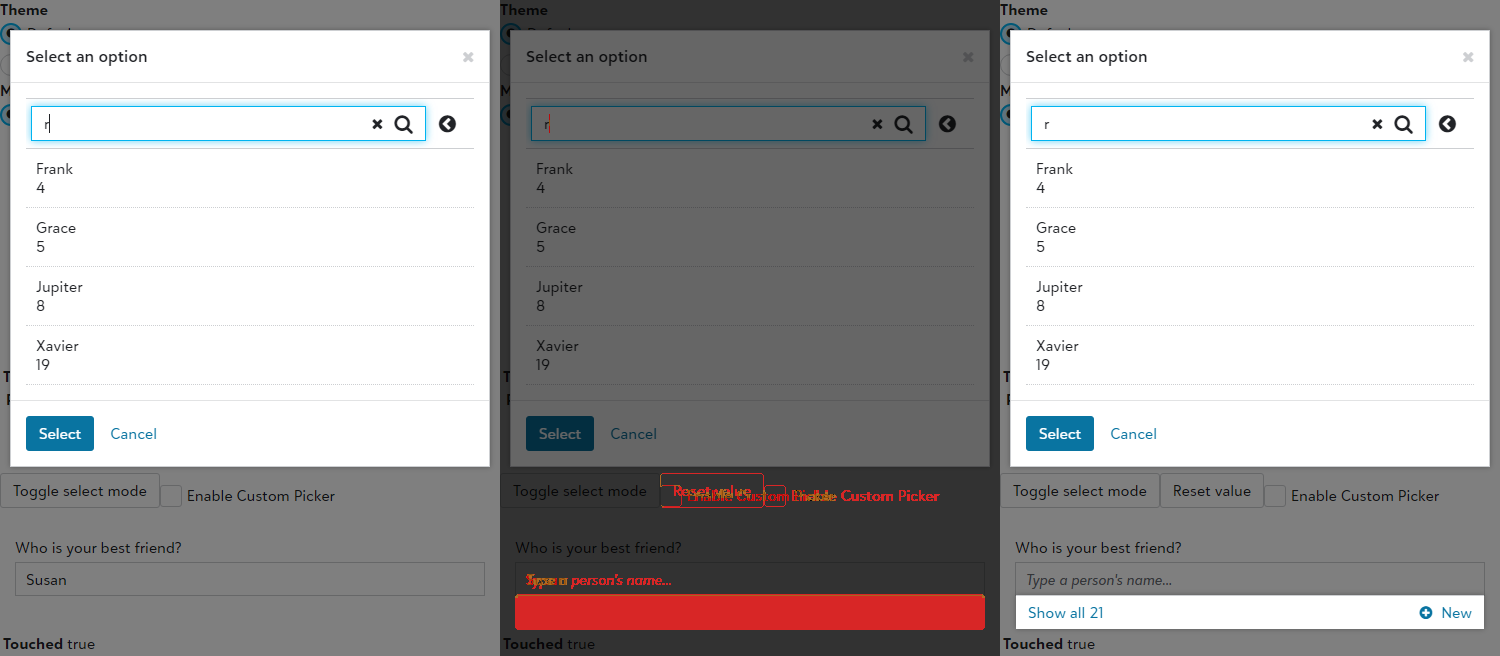 Theme
Select an option
r
Frank
4
Grace
5
Jupiter
8
Xavier
19
Select Cancel
Toggle select mode Enable Custom Picker
Who is your best friend?
Susan
Touched true
Select an option
r
Frank
4
Grace
5
Jupiter
8
Xavier
19
Select Cancel
Toggle select mode Reset value Enable Custom Picker
Who is your best friend?
Type a person's name...
Touched true
Theme
Select an option
r
Frank
4
Grace
5
Jupiter
8
Xavier
19
Select Cancel
Toggle select mode Reset value Enable Custom Picker
Who is your best friend?
Type a person's name...
Show all 21 New
Touched true